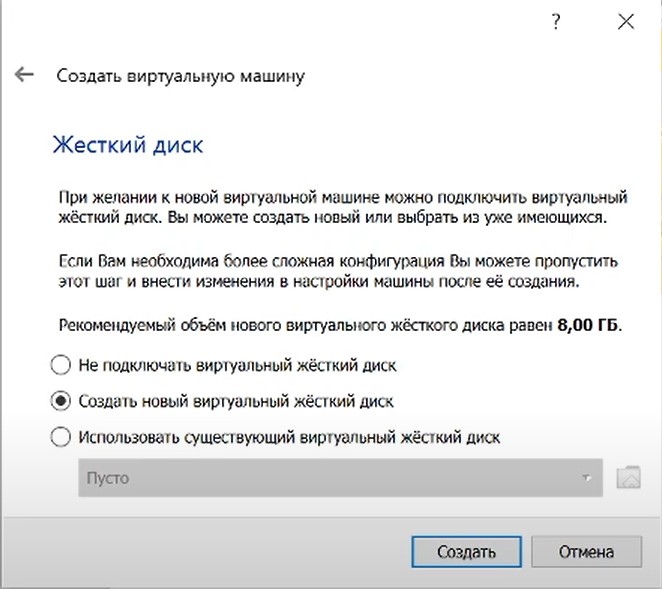 ?
Создать виртуальную машину
Жесткий диск
При желании к новой виртуальной машине можно подключить виртуальный
жёсткий диск. Вы можете создать новый или выбрать из уже имеющихся.
Если Вам необходима более сложная конфигурация Вы можете пропустить
этот шаг и внести изменения в настройки машины после её создания.
Рекомендуемый объём нового виртуального жёсткого диска равен 8,00 ГБ.
Не подключать виртуальный жёсткий диск
Создать новый виртуальный жёсткий диск
Использовать существующий виртуальный жёсткий диск
Пусто
Создать
Отмена